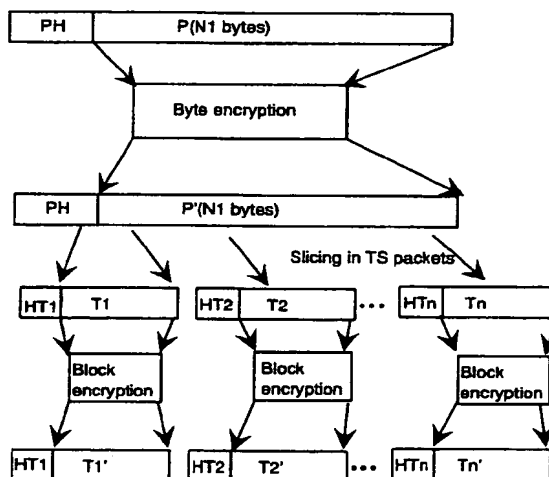 PH P(N1 bytes)
Byte encryption
PH P'(N1 bytes)
Slicing in TS packets
HT1 T1 HT2 T2 ... HTn Tn
Block encryption Block encryption Block encryption
HT1 T1' HT2 T2' ... HTn Tn'